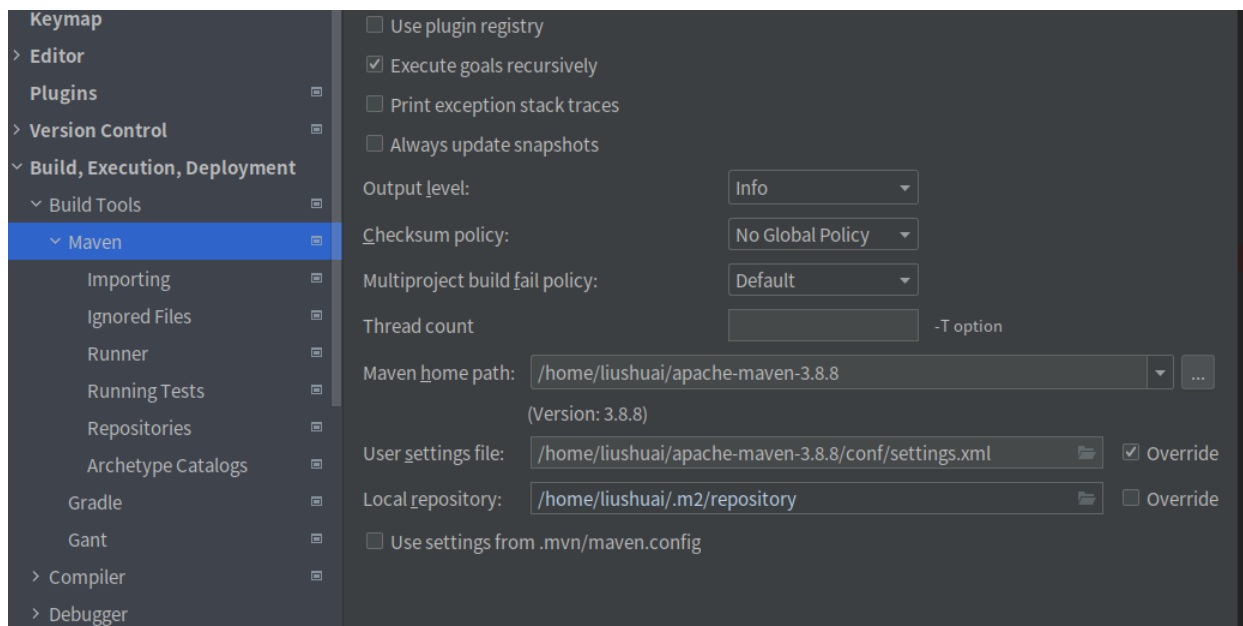 Keymap
Editor
Plugins
Version Control
Build, Execution, Deployment
Build Tools
Maven
Importing
Ignored Files
Runner
Running Tests
Repositories
Archetype Catalogs
Gradle
Gant
Compiler
Debugger
Use plugin registry
Execute goals recursively
Print exception stack traces
Always update snapshots
Output level: Info
Checksum policy: No Global Policy
Multiproject build fail policy: Default
Thread count -T option
Maven home path: /home/liushuai/apache-maven-3.8.8 ...
(Version: 3.8.8)
User settings file: /home/liushuai/apache-maven-3.8.8/conf/settings.xml Override
Local repository: /home/liushuai/.m2/repository Override
Use settings from .mvn/maven.config